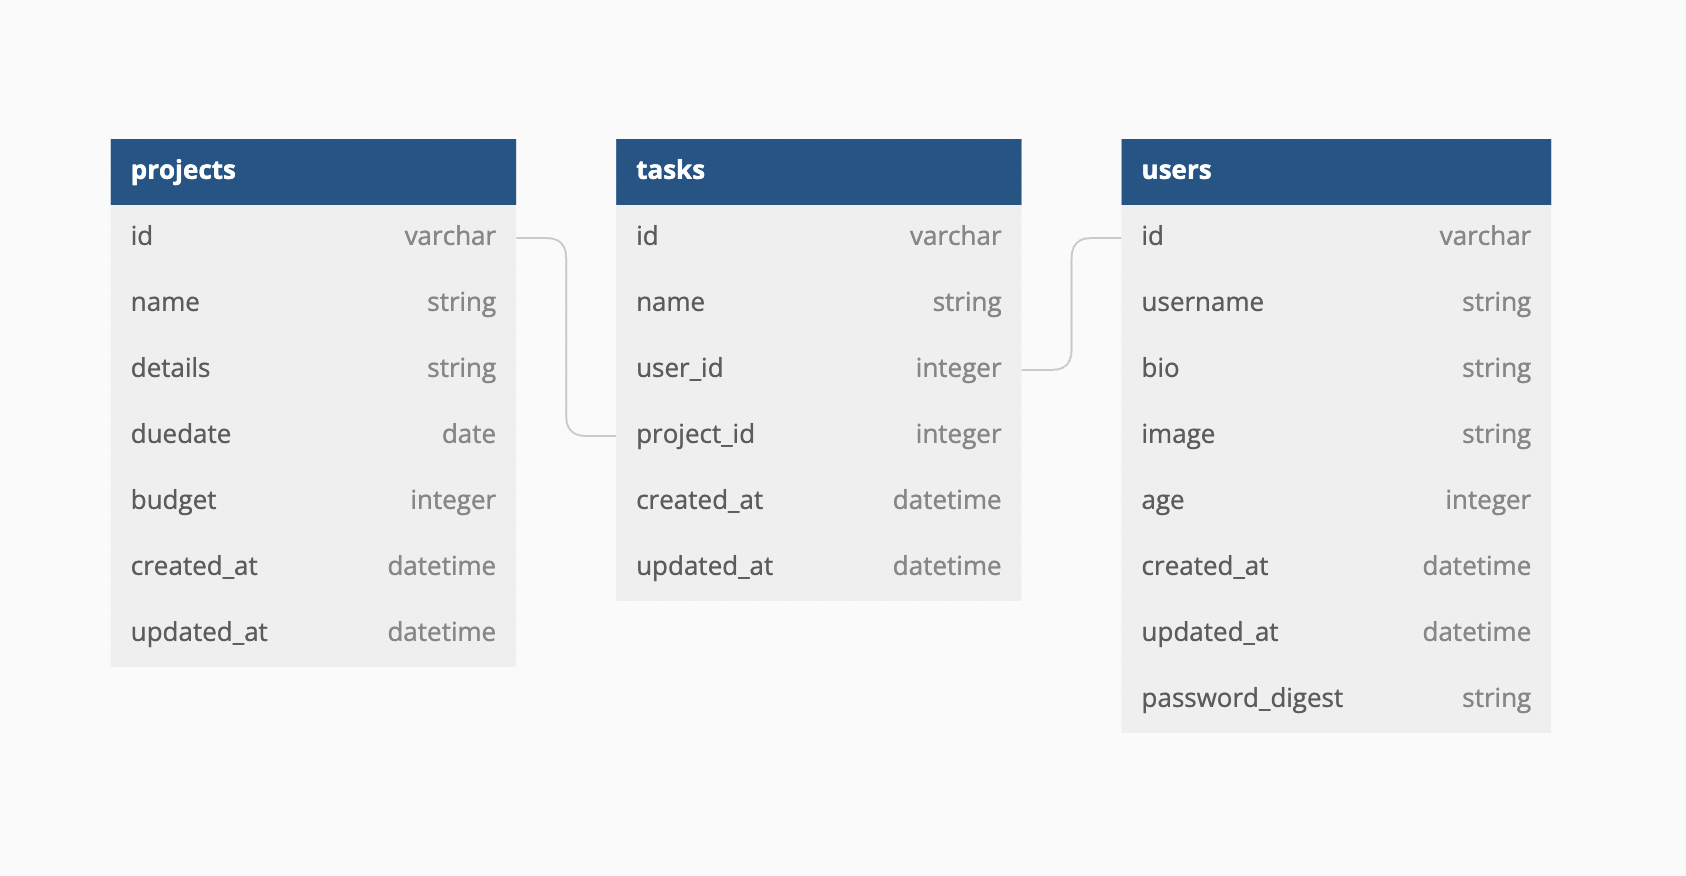 projects
id varchar
name string
details string
duedate date
budget integer
created_at datetime
updated_at datetime
tasks
id varchar
name string
user_id integer
project_id integer
created_at datetime
updated_at datetime
users
id varchar
username string
bio string
image string
age integer
created_at datetime
updated_at datetime
password_digest string